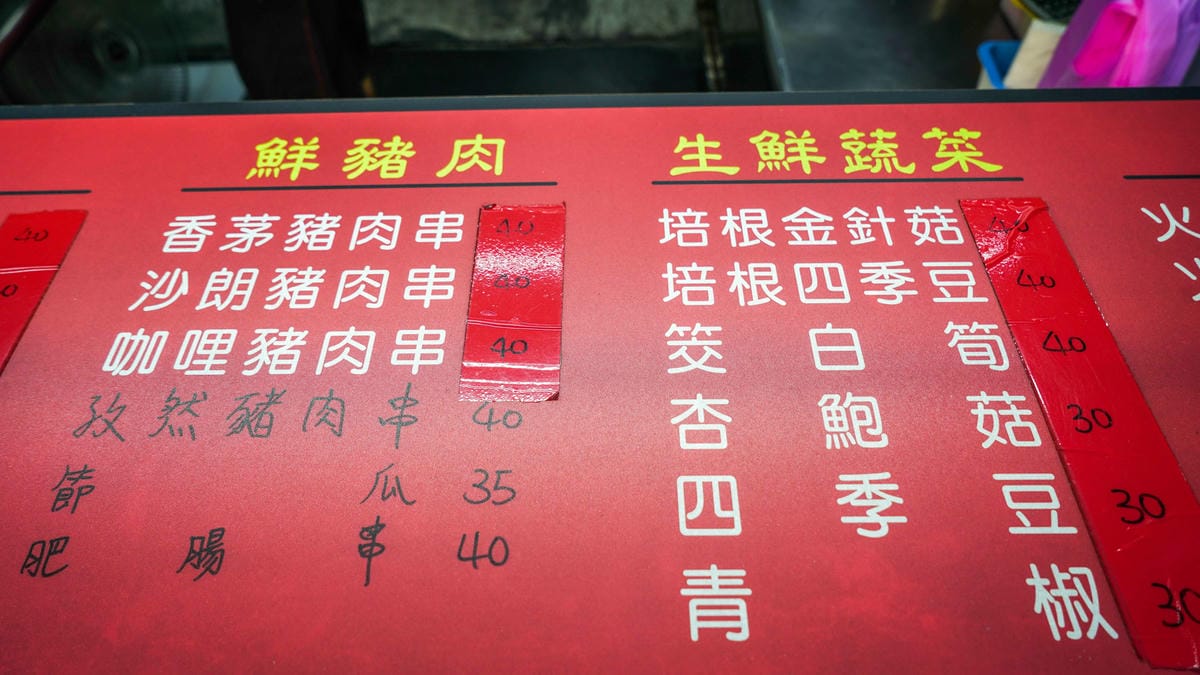 40
鮮豬肉
香茅豬肉串 40
沙朗豬肉串 40
咖哩豬肉串 40
孜然豬肉串 40
節瓜 35
肥腸串 40
生鮮蔬菜
培根金針菇 40
培根四季豆 40
筊白筍 40
杏鮑菇 30
四季豆 30
青椒 30
火